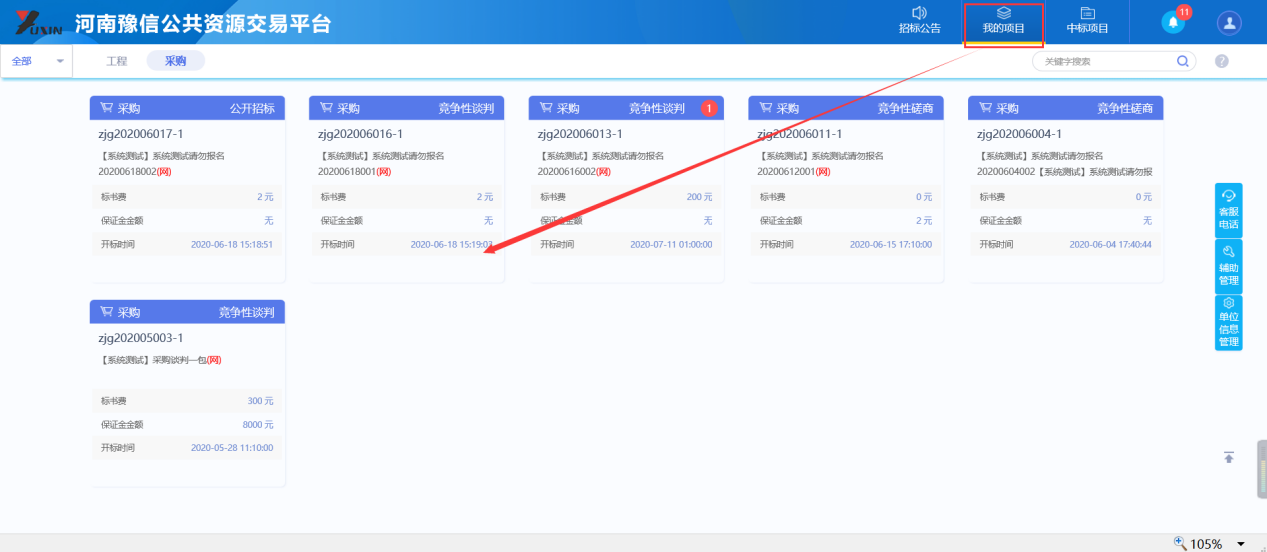 YUXIN 河南豫信公共资源交易平台
招标公告
我的项目
中标项目
11
全部
工程
采购
关键字搜索
?
采购 公开招标
zjg202006017-1
【系统测试】系统测试请勿报名
20200618002(网)
标书费 2 元
保证金金额 无
开标时间 2020-06-18 15:18:51
采购 竞争性谈判
zjg202006016-1
【系统测试】系统测试请勿报名
20200618001(网)
标书费 2 元
保证金金额 无
开标时间 2020-06-18 15:19:03
采购 竞争性谈判 1
zjg202006013-1
【系统测试】系统测试请勿报名
20200616002(网)
标书费 200 元
保证金金额 无
开标时间 2020-07-11 01:00:00
采购 竞争性磋商
zjg202006011-1
【系统测试】系统测试请勿报名
20200612001(网)
标书费 0 元
保证金金额 2 元
开标时间 2020-06-15 17:10:00
采购 竞争性磋商
zjg202006004-1
【系统测试】系统测试请勿报名
20200604002【系统测试】系统测试请勿报
标书费 0 元
保证金金额 无
开标时间 2020-06-04 17:40:44
采购 竞争性谈判
zjg202005003-1
【系统测试】采购谈判一包(网)
标书费 300 元
保证金金额 8000 元
开标时间 2020-05-28 11:10:00
客服
电话
辅助
管理
单位
信息
管理
105%